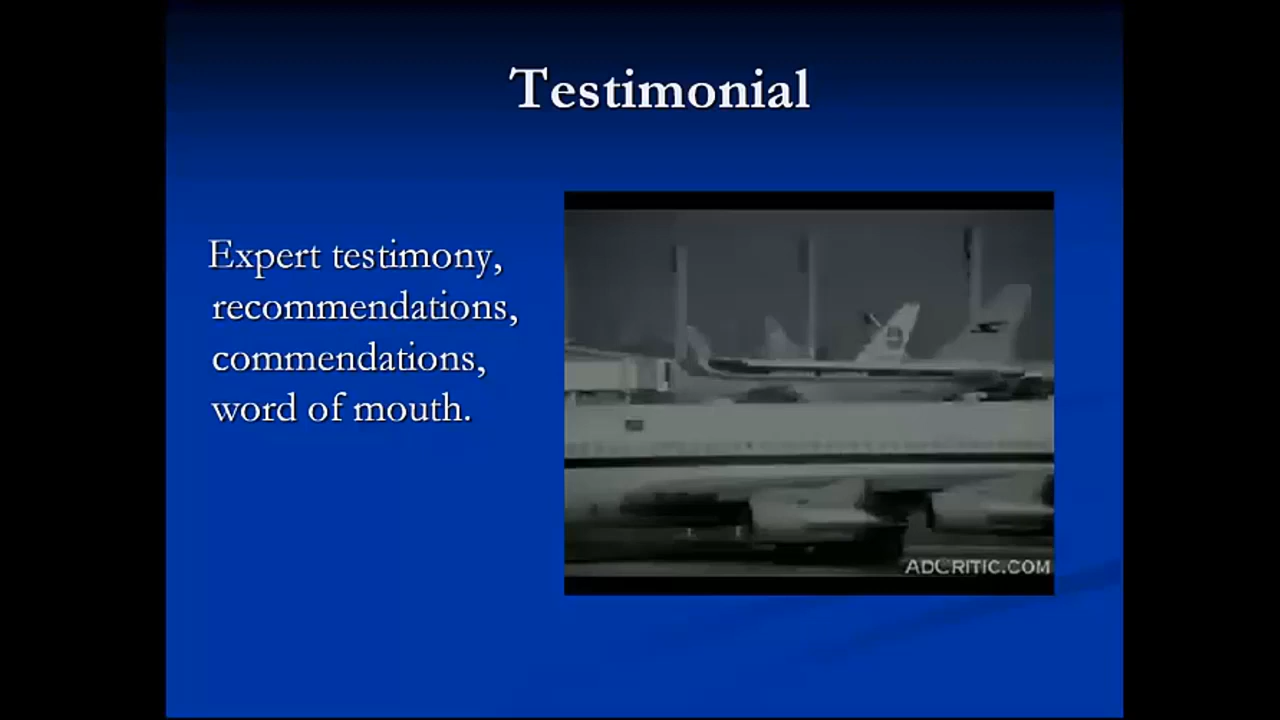 Testimonial
Expert testimony,
recommendations,
commendations,
word of mouth.
ADCRITIC.COM